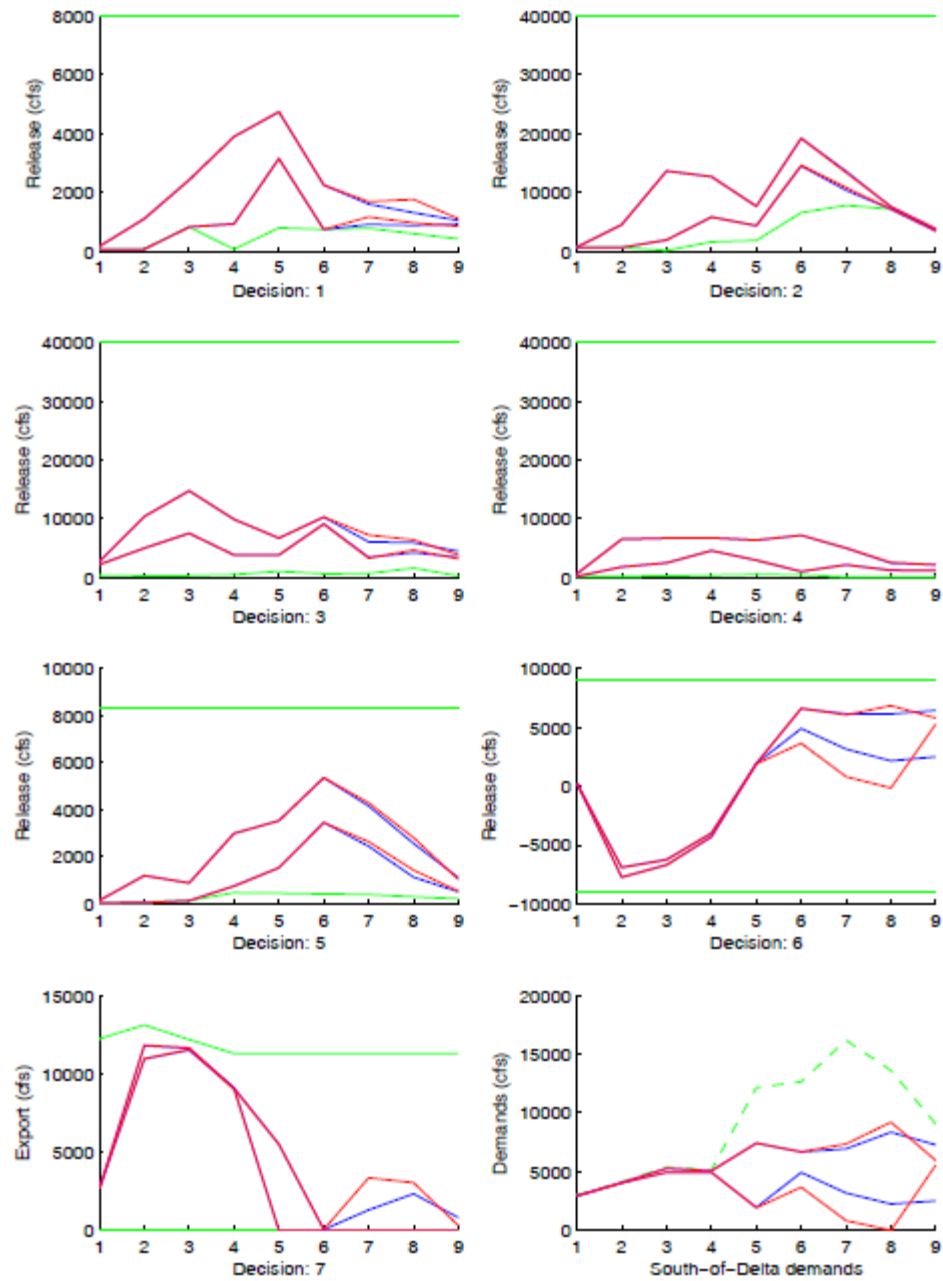 8000
6000
4000
2000
0
Release (cfs)
1 2 3 4 5 6 7 8 9
Decision: 1
40000
30000
20000
10000
0
Release (cfs)
1 2 3 4 5 6 7 8 9
Decision: 2
40000
30000
20000
10000
0
Release (cfs)
1 2 3 4 5 6 7 8 9
Decision: 3
40000
30000
20000
10000
0
Release (cfs)
1 2 3 4 5 6 7 8 9
Decision: 4
10000
8000
6000
4000
2000
0
Release (cfs)
1 2 3 4 5 6 7 8 9
Decision: 5
10000
5000
0
−5000
−10000
Release (cfs)
1 2 3 4 5 6 7 8 9
Decision: 6
15000
10000
5000
0
Export (cfs)
1 2 3 4 5 6 7 8 9
Decision: 7
20000
15000
10000
5000
0
Demands (cfs)
1 2 3 4 5 6 7 8 9
South−of−Delta demands